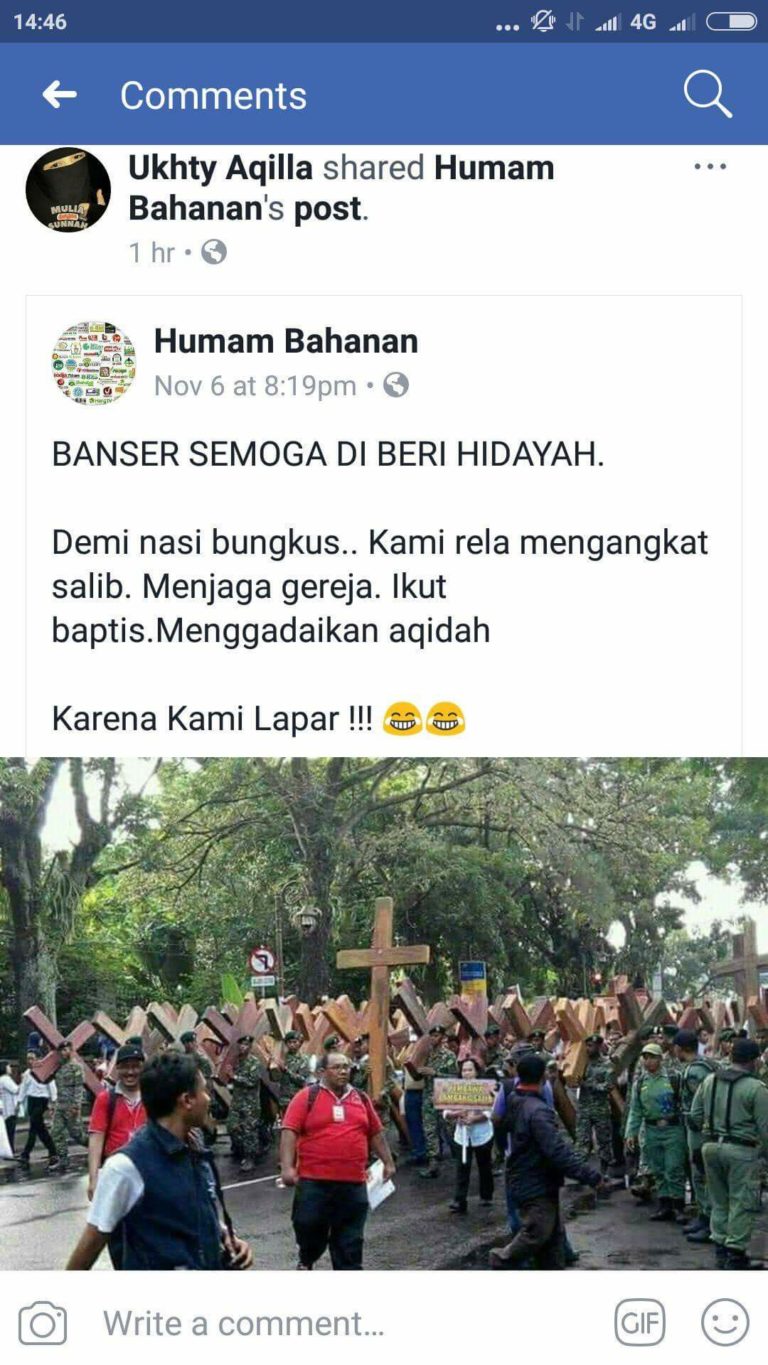 14:46
4G
Comments
Ukhty Aqilla shared Humam
Bahanan's post.
1 hr
MULIA
SUNNAH
Humam Bahanan
Nov 6 at 8:19pm
BANSER SEMOGA DI BERI HIDAYAH.
Demi nasi bungkus.. Kami rela mengangkat
salib. Menjaga gereja. Ikut
baptis.Menggadaikan aqidah
Karena Kami Lapar !!! 😂😂
Write a comment...
GIF